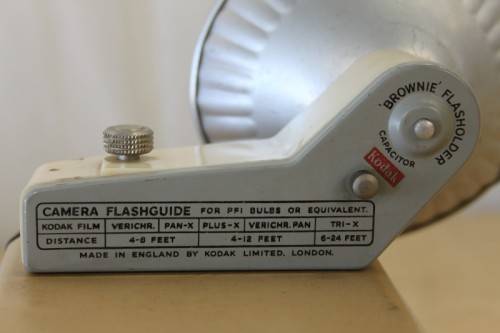 'BROWNIE' FLASHOLDER
CAPACITOR
Kodak
CAMERA FLASHGUIDE FOR PF1 BULBS OR EQUIVALENT.
KODAK FILM VERICHR. PAN-X PLUS-X VERICHR. PAN TRI-X
DISTANCE 4-8 FEET 4-12 FEET 6-24 FEET
MADE IN ENGLAND BY KODAK LIMITED, LONDON.